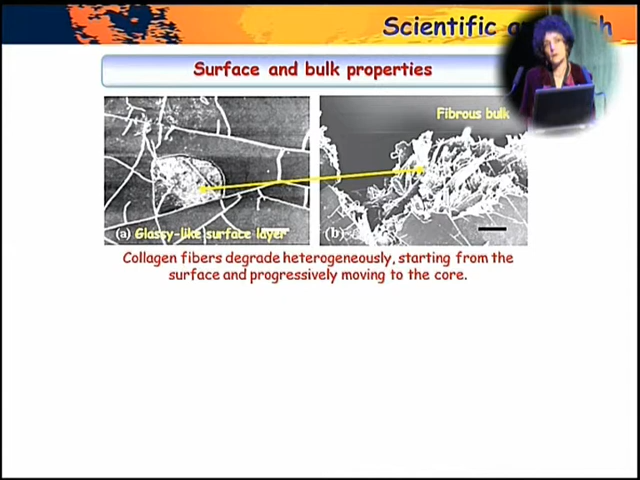 Scientific
Surface and bulk properties
Fibrous bulk
(a) Glassy-like surface layer
(b)
Collagen fibers degrade heterogeneously, starting from the
surface and progressively moving to the core.